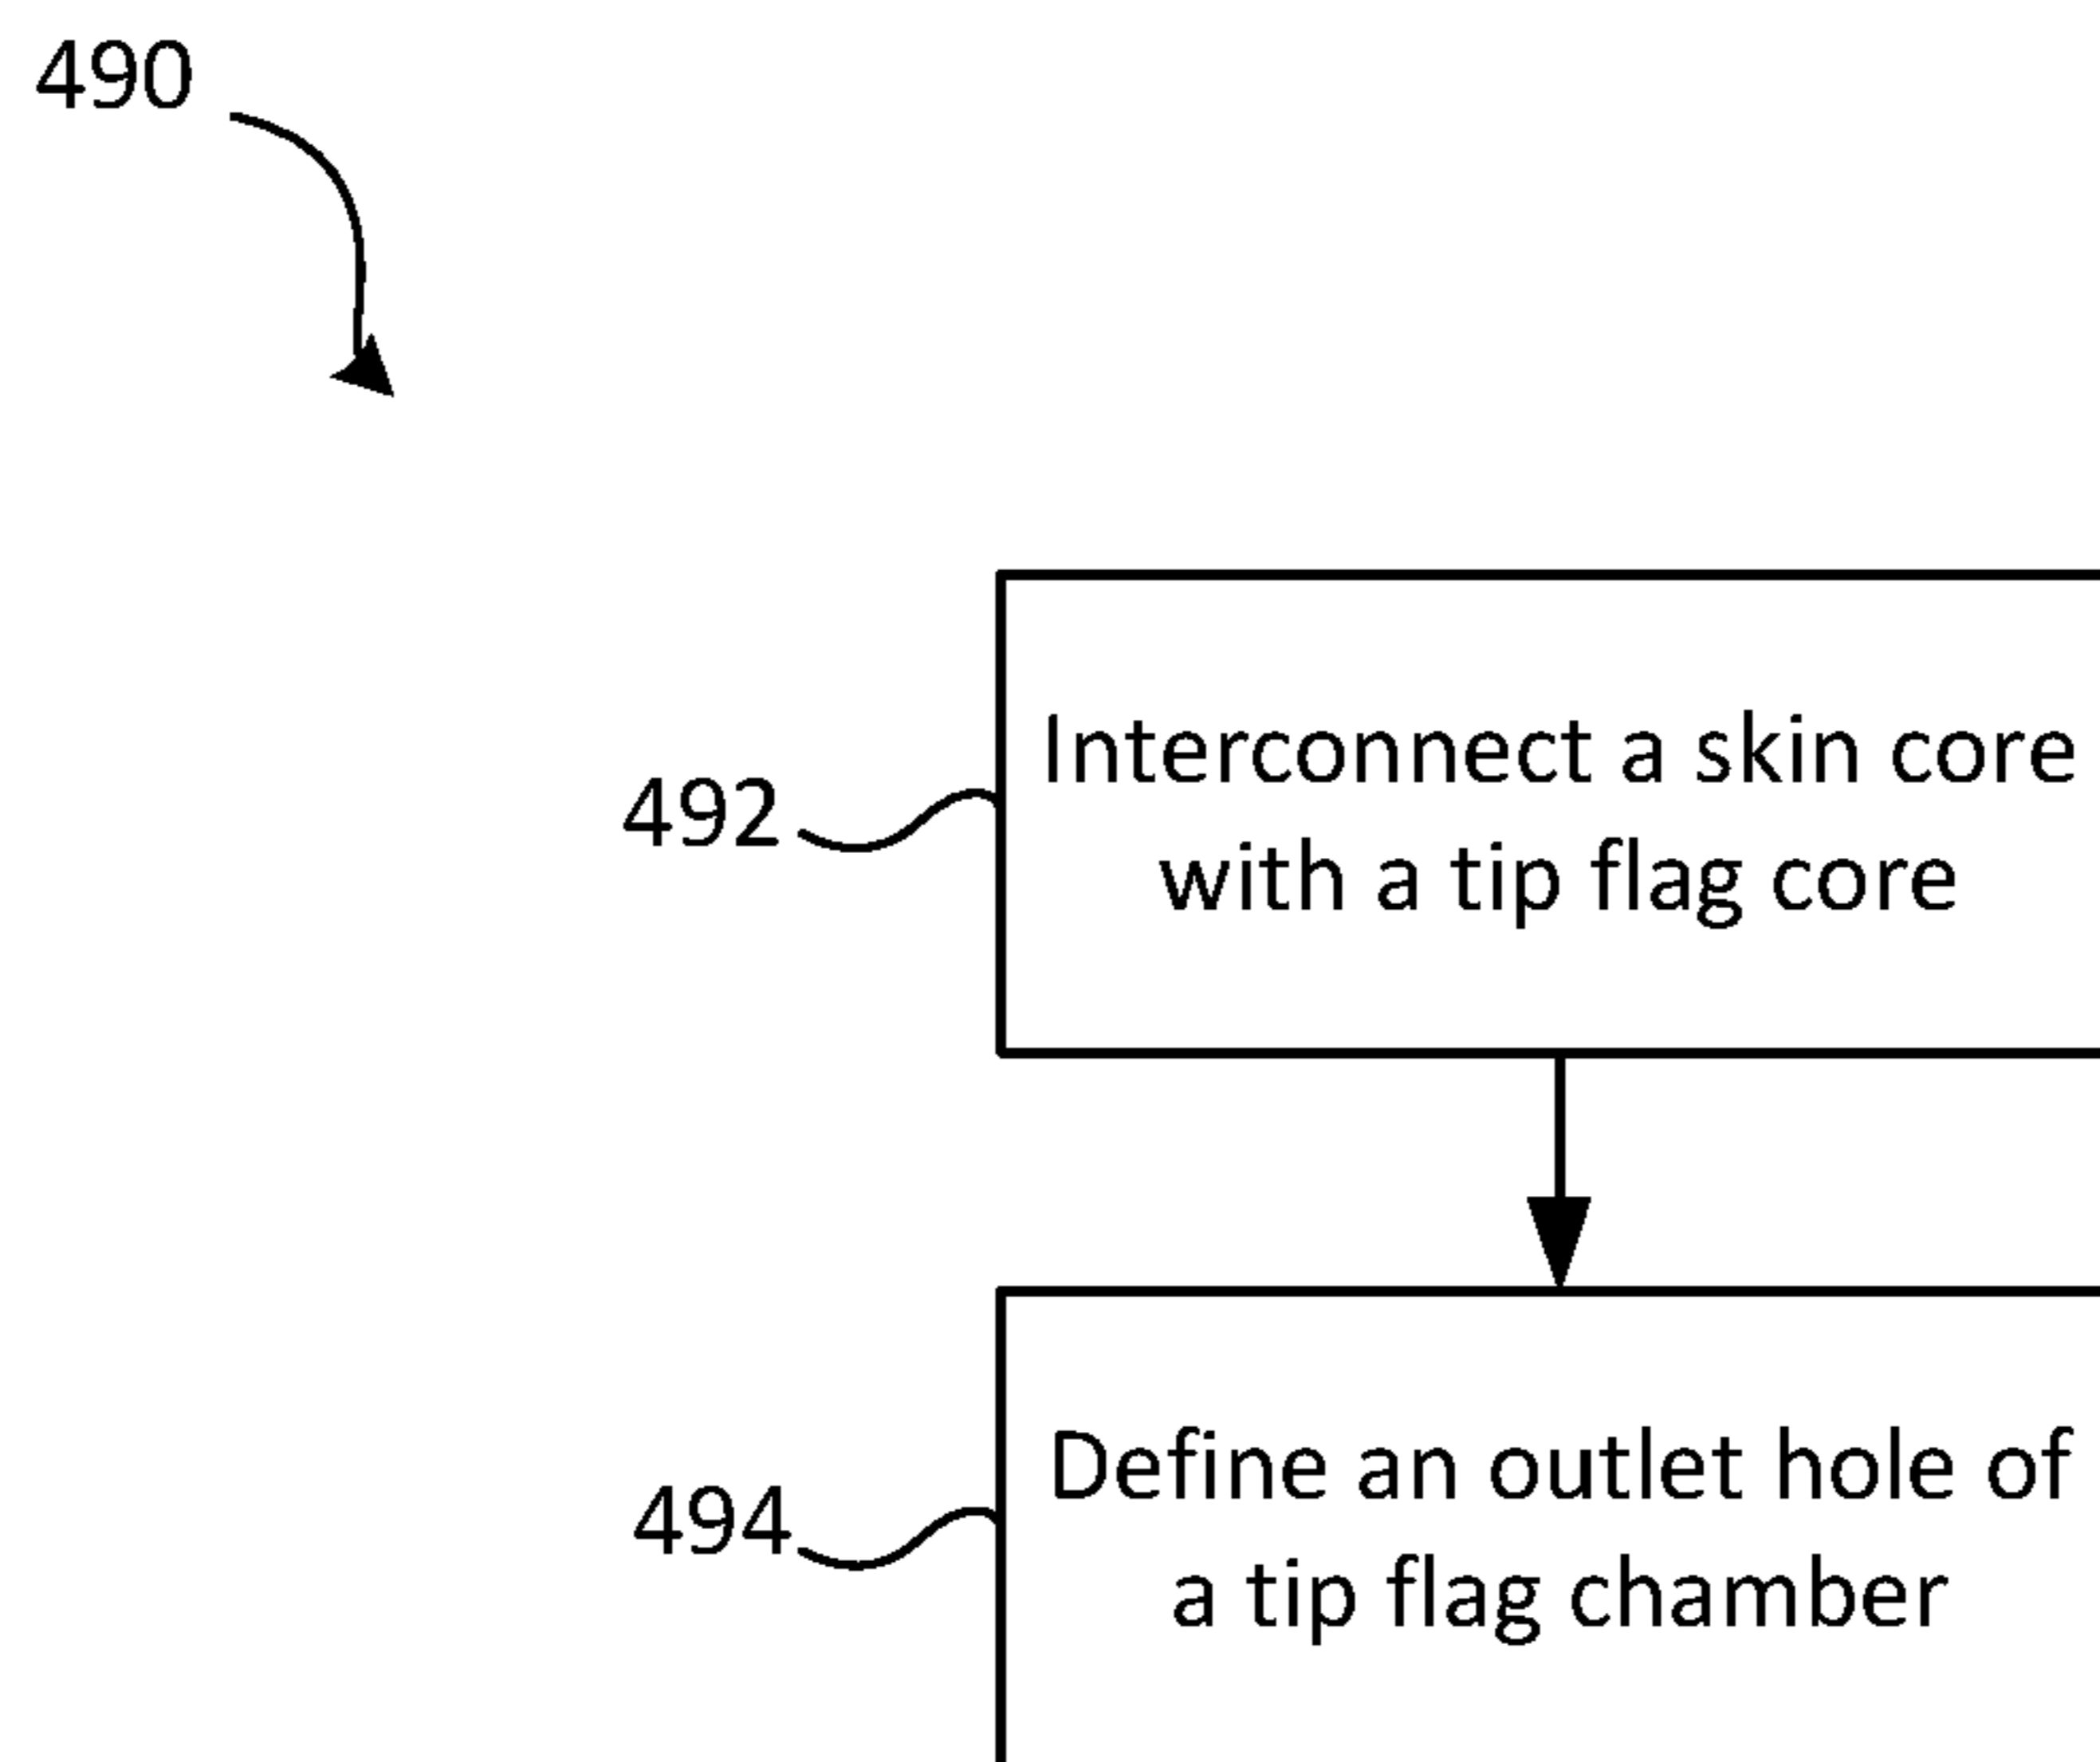 490
492
Interconnect a skin core
with a tip flag core
494
Define an outlet hole of
a tip flag chamber